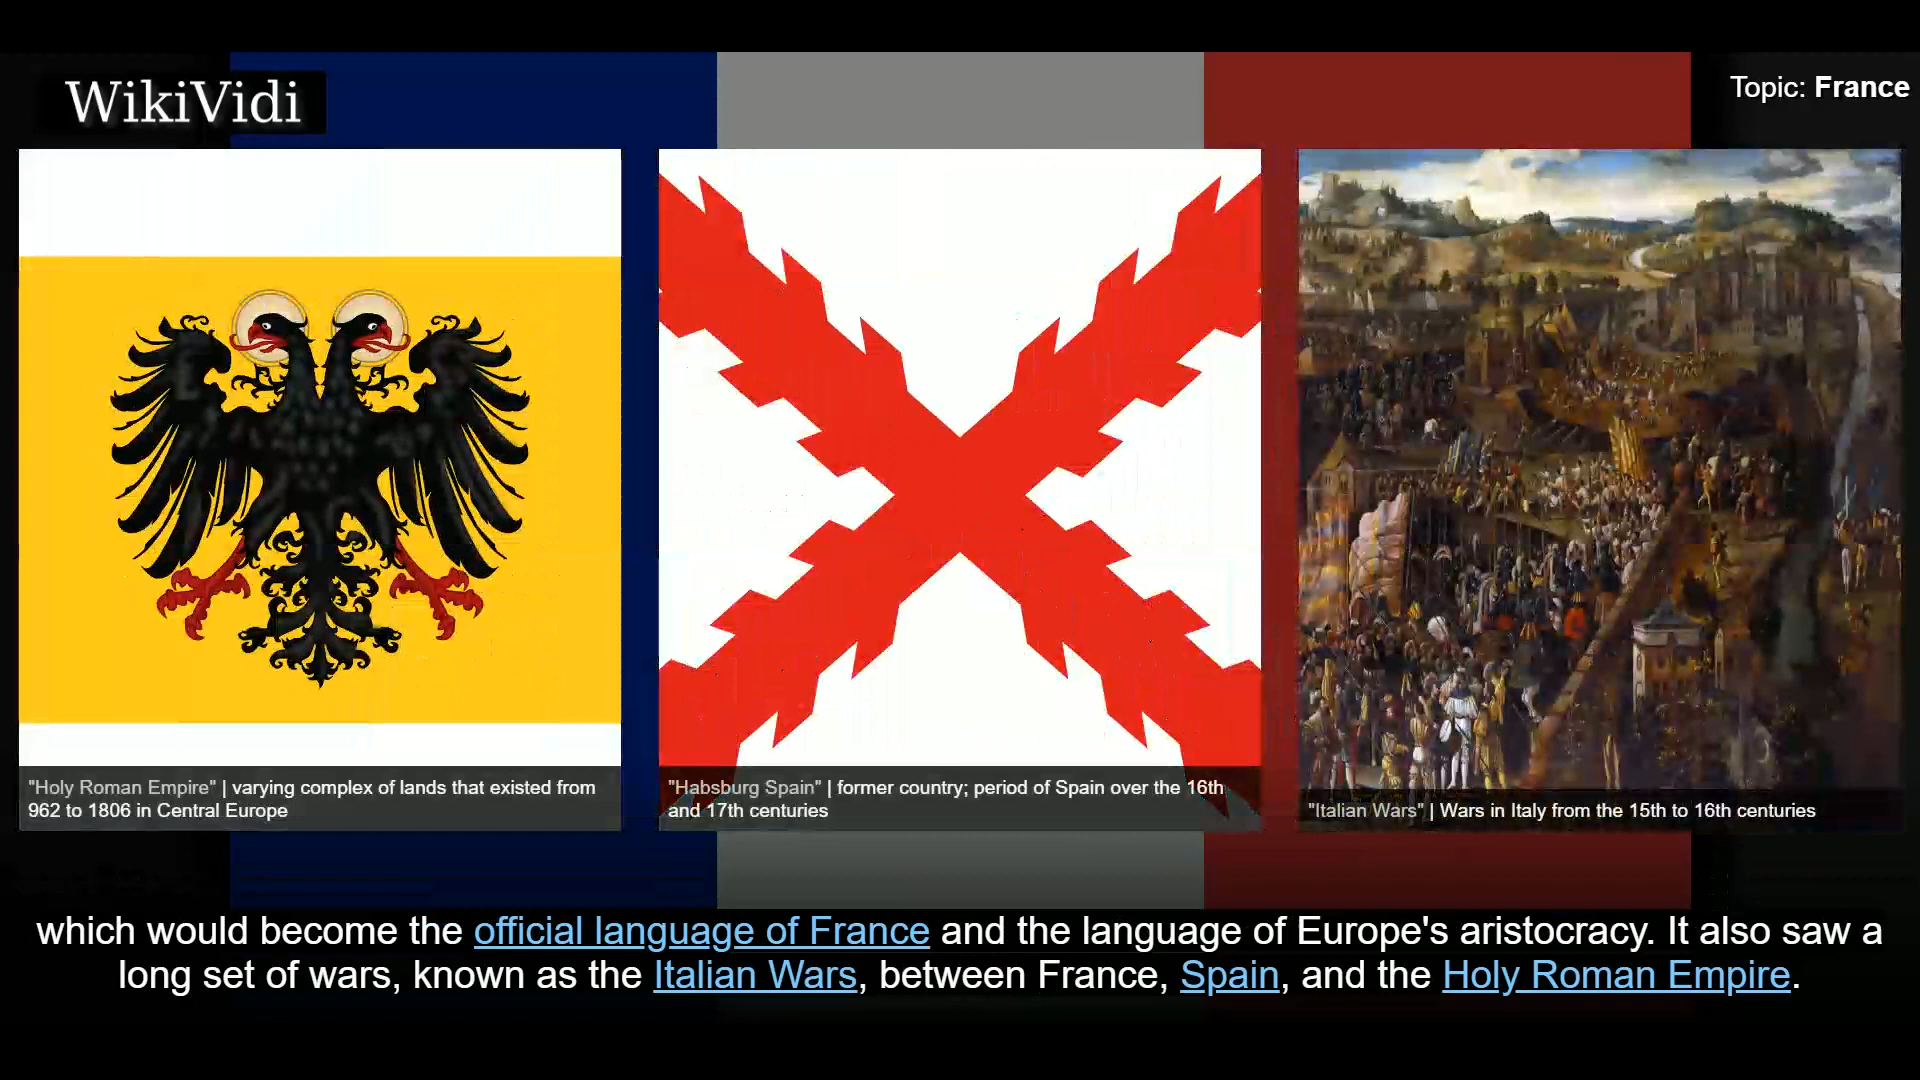 WikiVidi
Topic: France
"Holy Roman Empire" | varying complex of lands that existed from
962 to 1806 in Central Europe
"Habsburg Spain" | former country; period of Spain over the 16th
and 17th centuries
"Italian Wars" | Wars in Italy from the 15th to 16th centuries
which would become the official language of France and the language of Europe's aristocracy. It also saw a
long set of wars, known as the Italian Wars, between France, Spain, and the Holy Roman Empire.